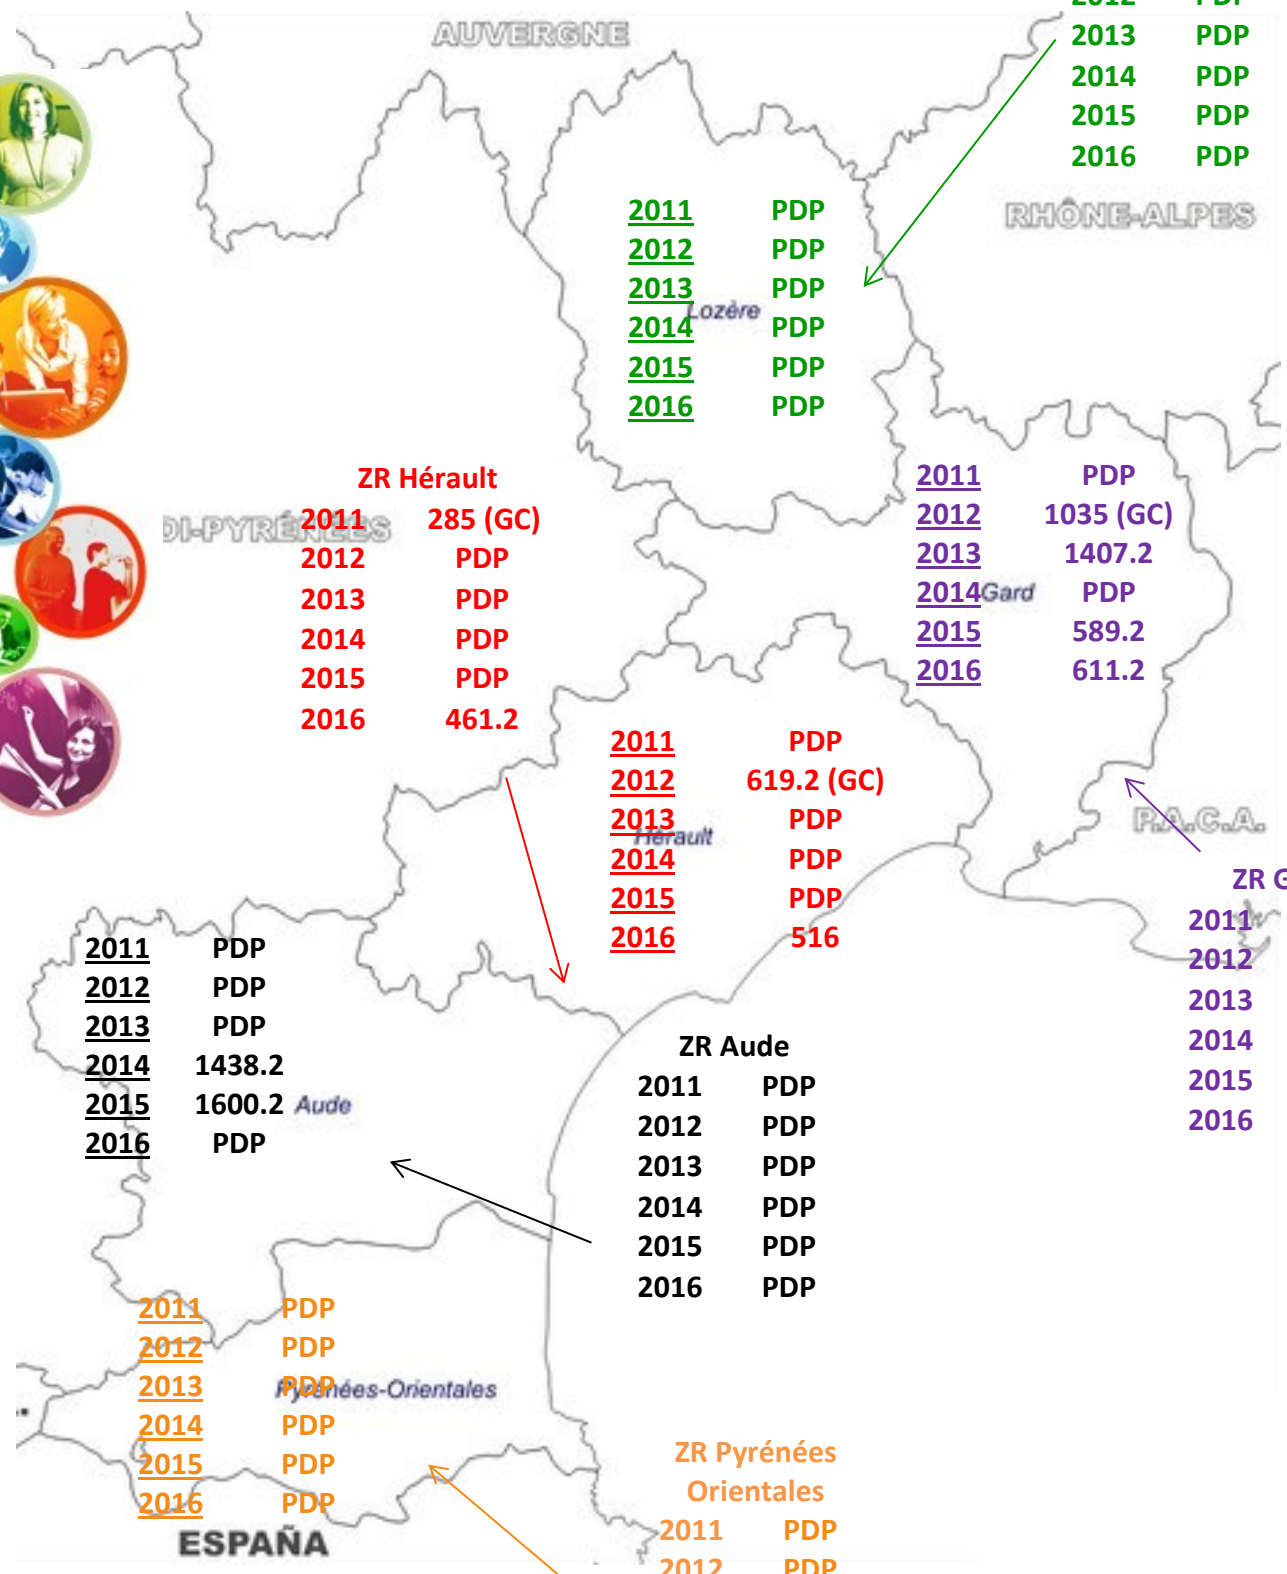 AUVERGNE
2012 PDP
2013 PDP
2014 PDP
2015 PDP
2016 PDP
RHÔNE-ALPES
2011 PDP
2012 PDP
2013 PDP
Lozère
2014 PDP
2015 PDP
2016 PDP
ZR Hérault
2011 285 (GC)
DI-PYRÉNÉES
2012 PDP
2013 PDP
2014 PDP
2015 PDP
2016 461.2
2011 PDP
2012 1035 (GC)
2013 1407.2
2014 Gard PDP
2015 589.2
2016 611.2
2011 PDP
2012 619.2 (GC)
2013 PDP
Hérault
2014 PDP
2015 PDP
2016 516
P.A.C.A.
ZR G
2011
2012
2013
2014
2015
2016
2011 PDP
2012 PDP
2013 PDP
2014 1438.2
2015 1600.2 Aude
2016 PDP
ZR Aude
2011 PDP
2012 PDP
2013 PDP
2014 PDP
2015 PDP
2016 PDP
2011 PDP
2012 PDP
2013 PDP
Pyrénées-Orientales
2014 PDP
2015 PDP
2016 PDP
ESPAÑA
ZR Pyrénées
Orientales
2011 PDP
2012 PDP